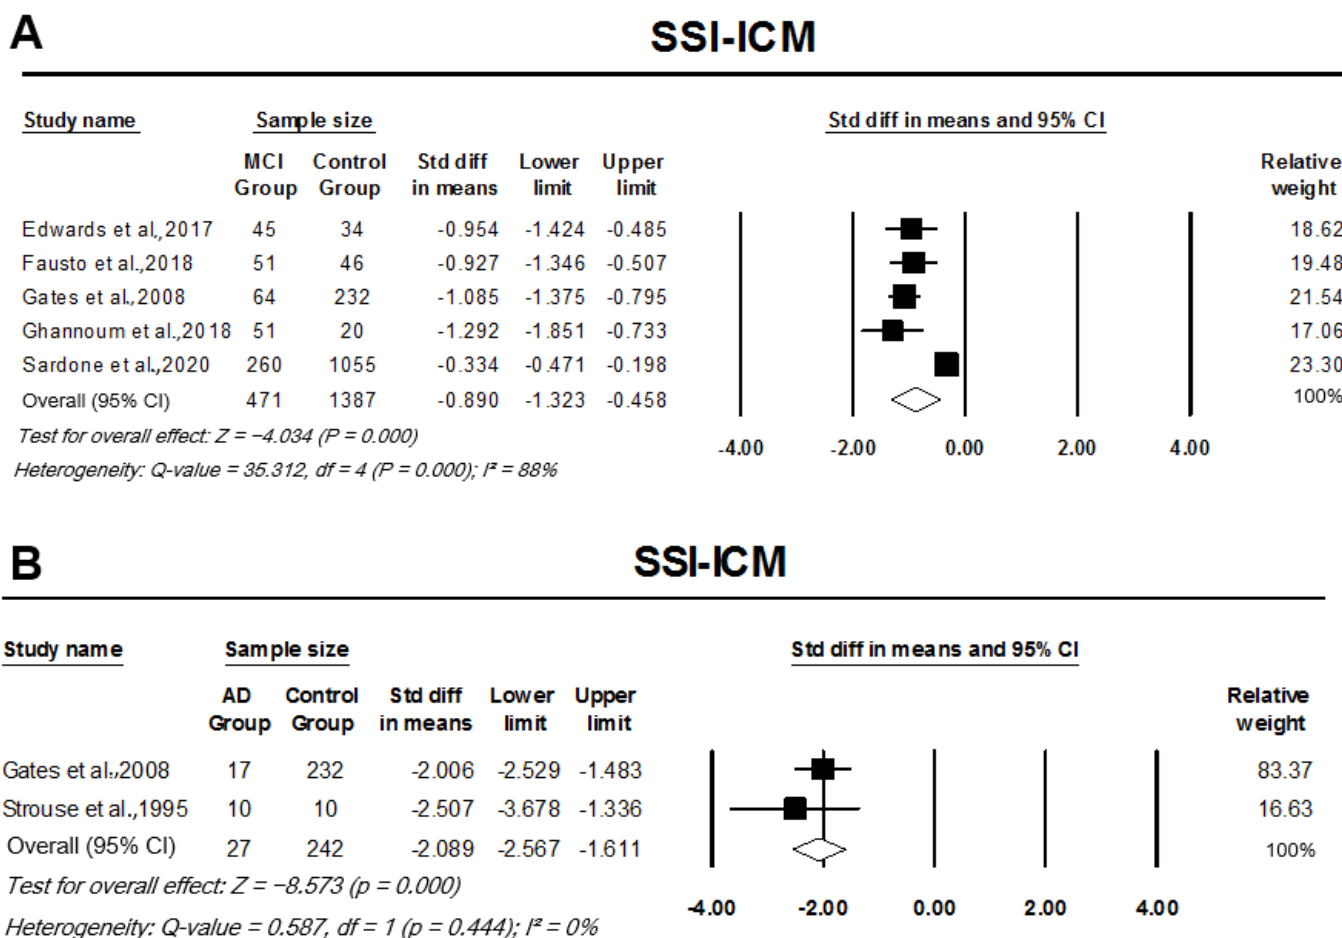 A
SSI-ICM
Study name Sample size Std diff in means and 95% CI
MCI Group Control Group Std diff in means Lower limit Upper limit Relative weight
Edwards et al.,2017 45 34 -0.954 -1.424 -0.485 18.62
Fausto et al.,2018 51 46 -0.927 -1.346 -0.507 19.48
Gates et al.,2008 64 232 -1.085 -1.375 -0.795 21.54
Ghannoum et al.,2018 51 20 -1.292 -1.851 -0.733 17.06
Sardone et al.,2020 260 1055 -0.334 -0.471 -0.198 23.30
Overall (95% CI) 471 1387 -0.890 -1.323 -0.458 100%
Test for overall effect: Z = −4.034 (P = 0.000)
-4.00 -2.00 0.00 2.00 4.00
Heterogeneity: Q-value = 35.312, df = 4 (P = 0.000); I² = 88%
B
SSI-ICM
Study name Sample size Std diff in means and 95% CI
AD Group Control Group Std diff in means Lower limit Upper limit Relative weight
Gates et al.,2008 17 232 -2.006 -2.529 -1.483 83.37
Strouse et al.,1995 10 10 -2.507 -3.678 -1.336 16.63
Overall (95% CI) 27 242 -2.089 -2.567 -1.611 100%
Test for overall effect: Z = −8.573 (p = 0.000)
-4.00 -2.00 0.00 2.00 4.00
Heterogeneity: Q-value = 0.587, df = 1 (p = 0.444); I² = 0%